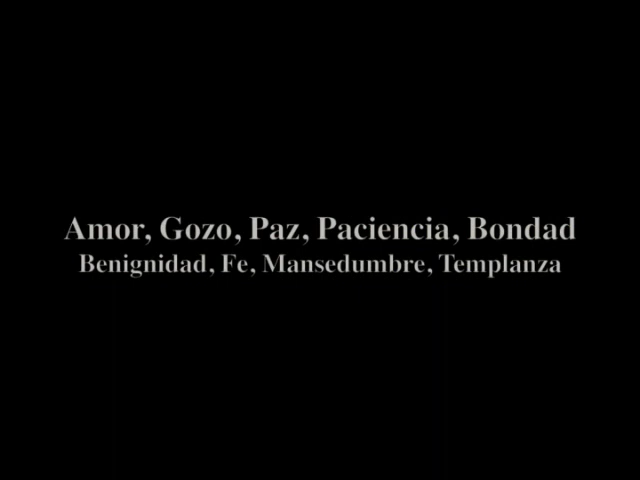 Amor, Gozo, Paz, Paciencia, Bondad
Benignidad, Fe, Mansedumbre, Templanza